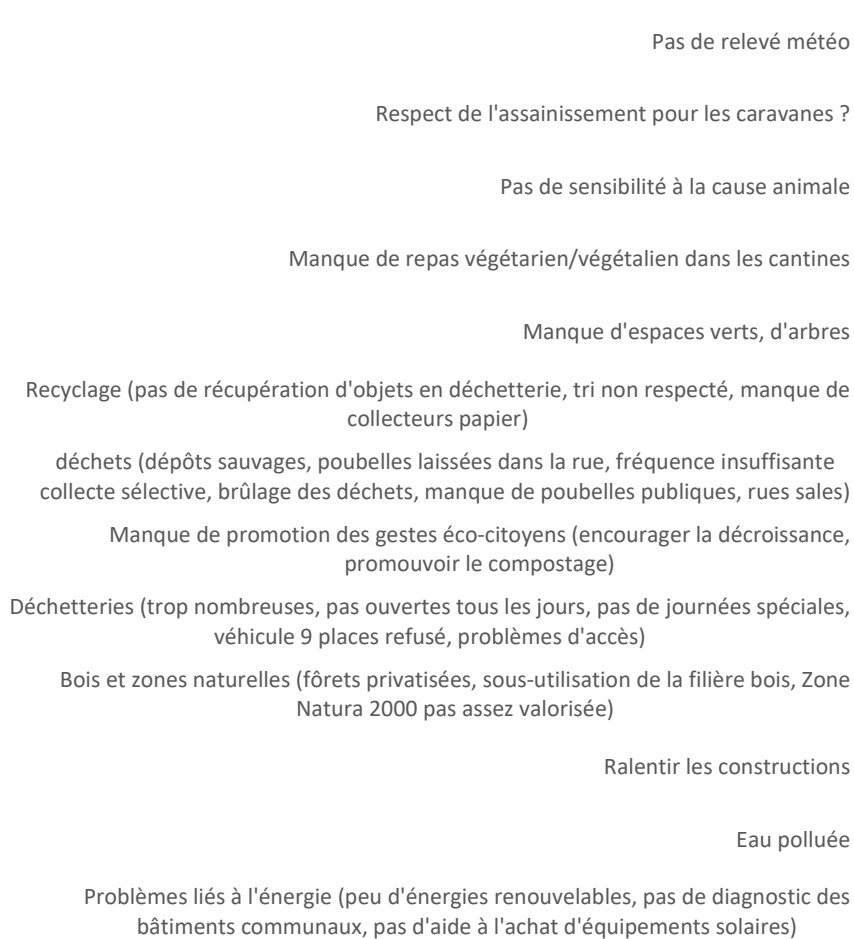 Pas de relevé météo
Respect de l'assainissement pour les caravanes ?
Pas de sensibilité à la cause animale
Manque de repas végétarien/végétalien dans les cantines
Manque d'espaces verts, d'arbres
Recyclage (pas de récupération d'objets en déchetterie, tri non respecté, manque de
collecteurs papier)
déchets (dépôts sauvages, poubelles laissées dans la rue, fréquence insuffisante
collecte sélective, brûlage des déchets, manque de poubelles publiques, rues sales)
Manque de promotion des gestes éco-citoyens (encourager la décroissance,
promouvoir le compostage)
Déchetteries (trop nombreuses, pas ouvertes tous les jours, pas de journées spéciales,
véhicule 9 places refusé, problèmes d'accès)
Bois et zones naturelles (fôrets privatisées, sous-utilisation de la filière bois, Zone
Natura 2000 pas assez valorisée)
Ralentir les constructions
Eau polluée
Problèmes liés à l'énergie (peu d'énergies renouvelables, pas de diagnostic des
bâtiments communaux, pas d'aide à l'achat d'équipements solaires)